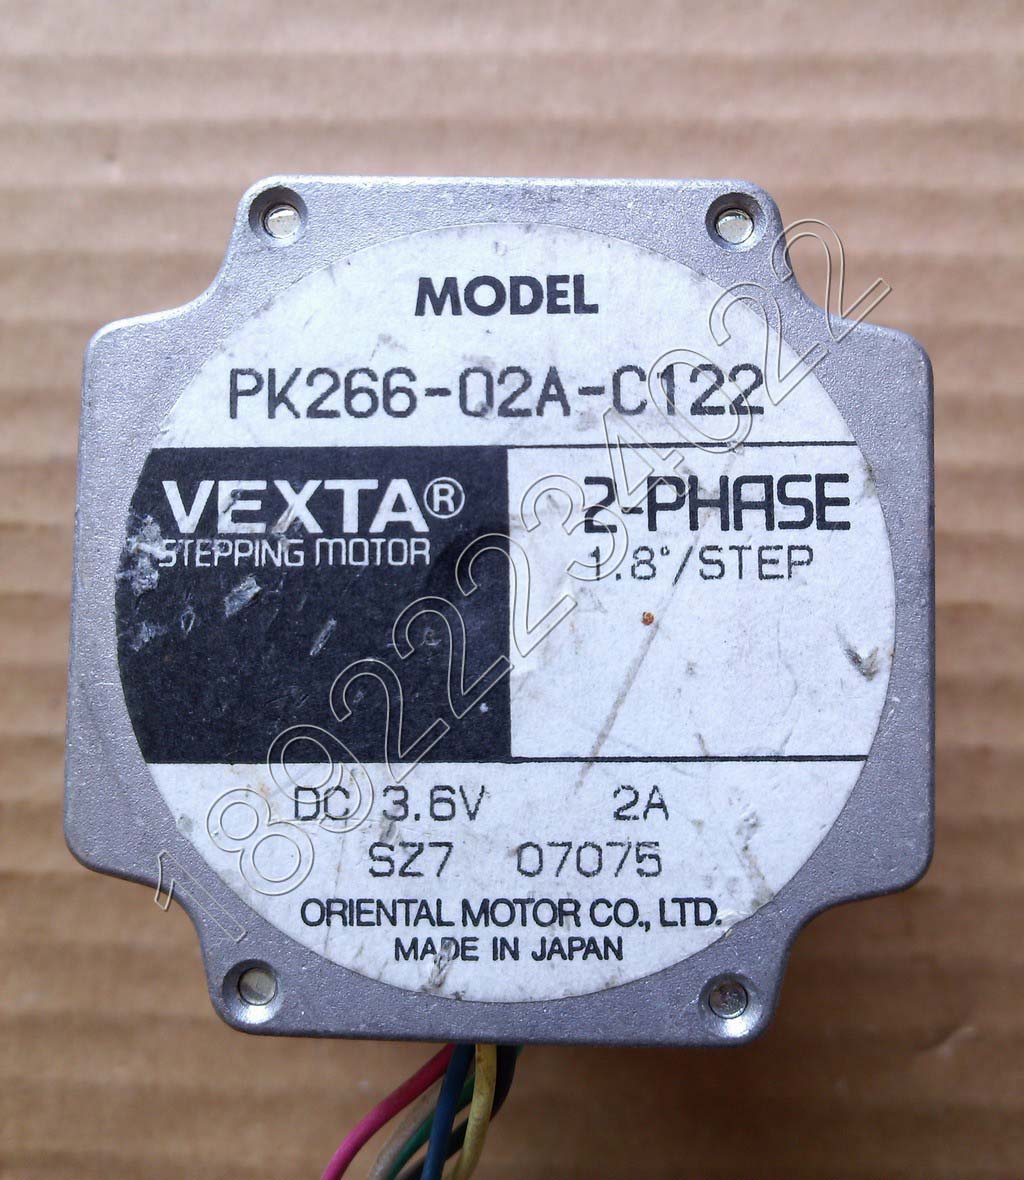 MODEL
PK266-02A-C122
VEXTA®
STEPPING MOTOR
2-PHASE
1.8°/STEP
DC 3.6V 2A
SZ7 07075
ORIENTAL MOTOR CO., LTD.
MADE IN JAPAN
18922234022